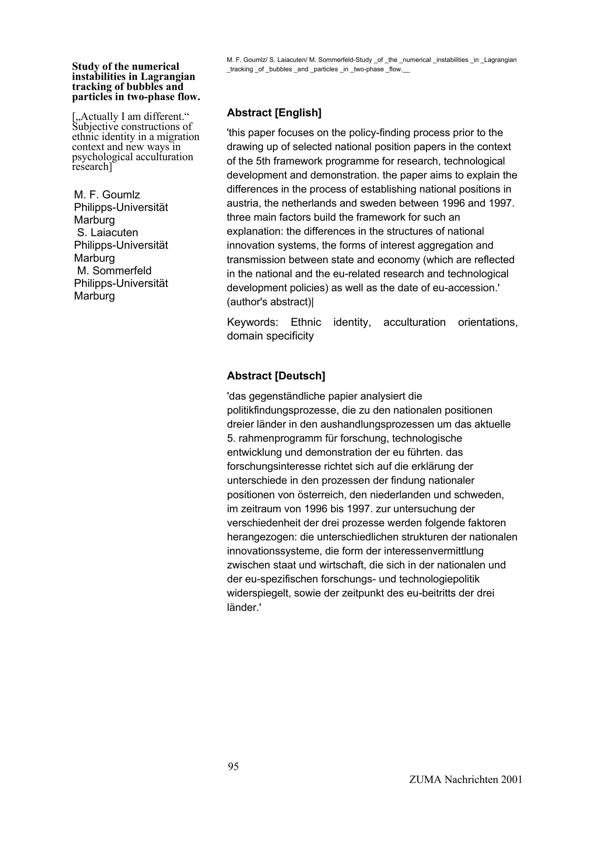 Study of the numerical
instabilities in Lagrangian
tracking of bubbles and
particles in two-phase flow.
[„Actually I am different.“
Subjective constructions of
ethnic identity in a migration
context and new ways in
psychological acculturation
research]
M. F. Goumlz
Philipps-Universität
Marburg
S. Laiacuten
Philipps-Universität
Marburg
M. Sommerfeld
Philipps-Universität
Marburg
M. F. Goumlz/ S. Laiacuten/ M. Sommerfeld-Study _of _the _numerical _instabilities _in _Lagrangian
_tracking _of _bubbles _and _particles _in _two-phase _flow.__
Abstract [English]
'this paper focuses on the policy-finding process prior to the
drawing up of selected national position papers in the context
of the 5th framework programme for research, technological
development and demonstration. the paper aims to explain the
differences in the process of establishing national positions in
austria, the netherlands and sweden between 1996 and 1997.
three main factors build the framework for such an
explanation: the differences in the structures of national
innovation systems, the forms of interest aggregation and
transmission between state and economy (which are reflected
in the national and the eu-related research and technological
development policies) as well as the date of eu-accession.'
(author's abstract)|
Keywords: Ethnic identity, acculturation orientations,
domain specificity
Abstract [Deutsch]
'das gegenständliche papier analysiert die
politikfindungsprozesse, die zu den nationalen positionen
dreier länder in den aushandlungsprozessen um das aktuelle
5. rahmenprogramm für forschung, technologische
entwicklung und demonstration der eu führten. das
forschungsinteresse richtet sich auf die erklärung der
unterschiede in den prozessen der findung nationaler
positionen von österreich, den niederlanden und schweden,
im zeitraum von 1996 bis 1997. zur untersuchung der
verschiedenheit der drei prozesse werden folgende faktoren
herangezogen: die unterschiedlichen strukturen der nationalen
innovationssysteme, die form der interessenvermittlung
zwischen staat und wirtschaft, die sich in der nationalen und
der eu-spezifischen forschungs- und technologiepolitik
widerspiegelt, sowie der zeitpunkt des eu-beitritts der drei
länder.'
95
ZUMA Nachrichten 2001